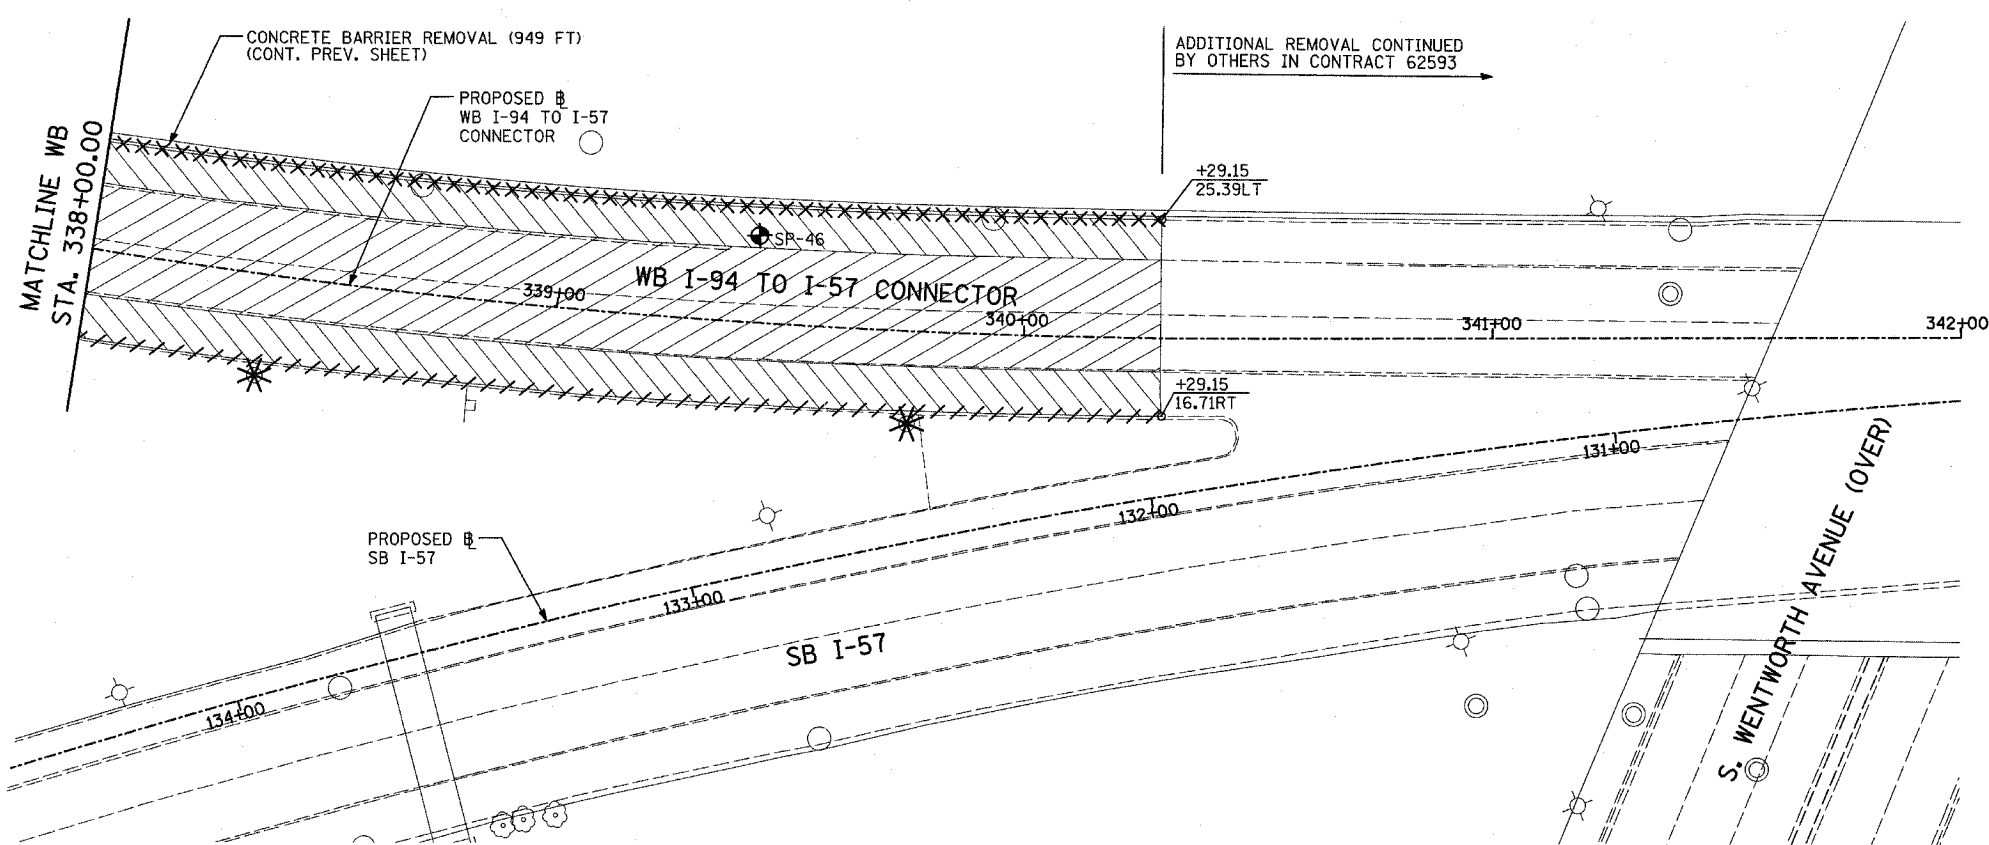 CONCRETE BARRIER REMOVAL (949 FT)
(CONT. PREV. SHEET)
ADDITIONAL REMOVAL CONTINUED
BY OTHERS IN CONTRACT 62593
PROPOSED ℄
WB I-94 TO I-57
CONNECTOR
MATCHLINE WB
STA. 338+00.00
+29.15
25.39LT
SP-46
WB I-94 TO I-57 CONNECTOR
339+00
340+00
341+00
342+00
+29.15
16.71RT
131+00
132+00
PROPOSED ℄
SB I-57
133+00
SB I-57
134+00
S. WENTWORTH AVENUE (OVER)